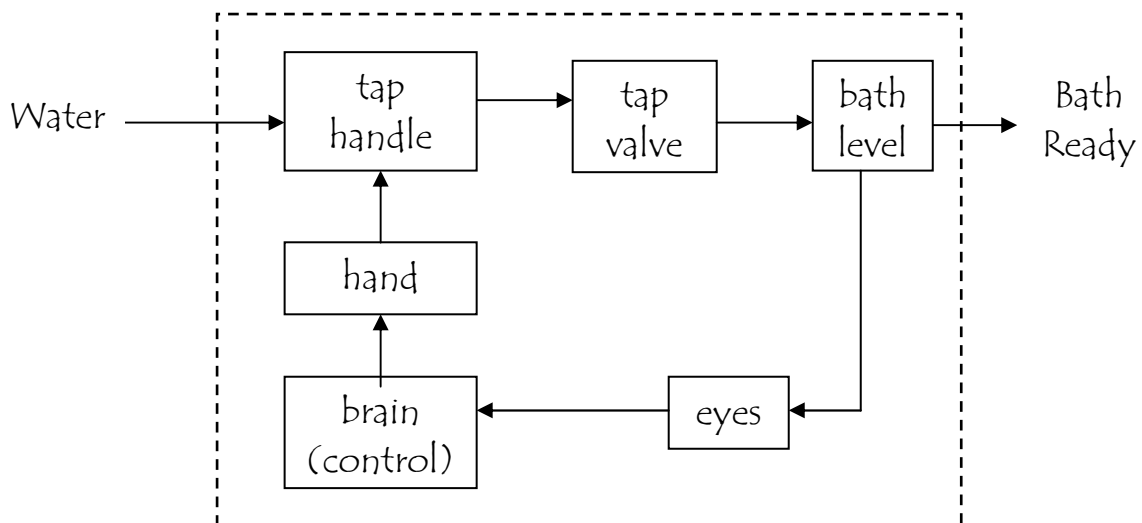 Water
tap
handle
tap
valve
bath
level
Bath
Ready
hand
brain
(control)
eyes